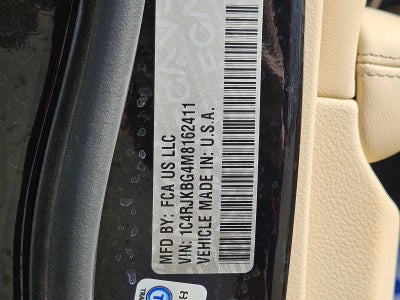 MFD BY: FCA US LLC
VIN: 1C4RJKBG4M8162411
VEHICLE MADE IN: U.S.A.